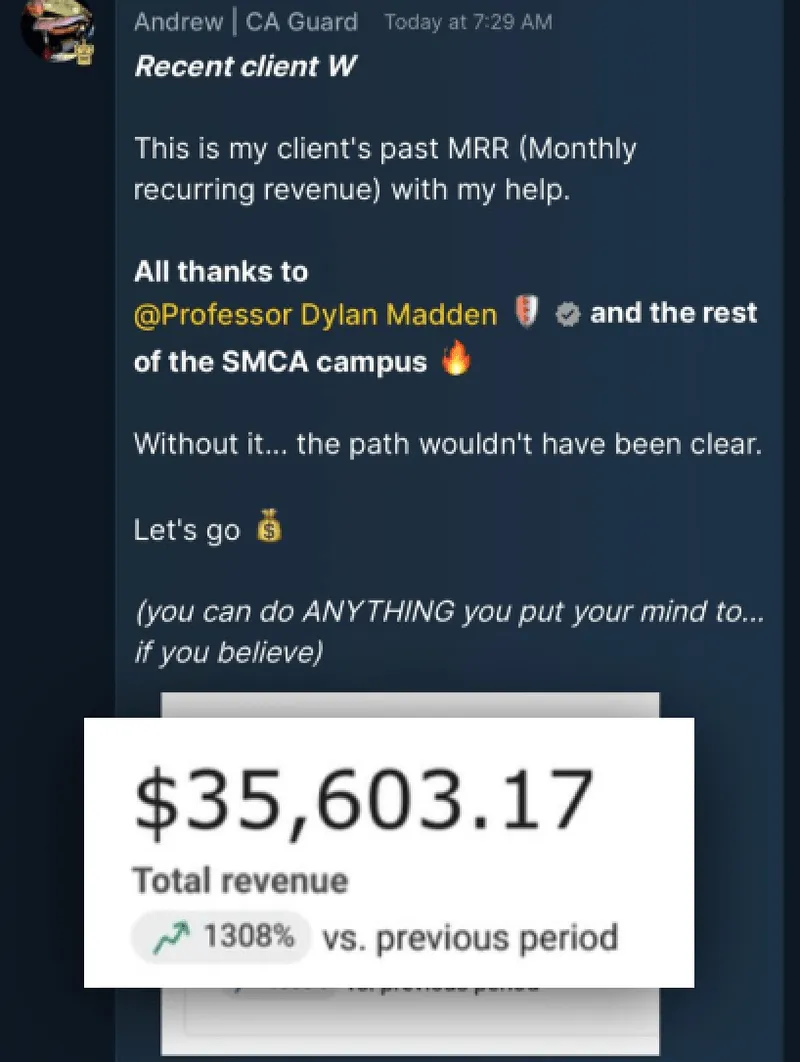 Andrew | CA Guard Today at 7:29 AM
Recent client W
This is my client's past MRR (Monthly
recurring revenue) with my help.
All thanks to
@Professor Dylan Madden and the rest
of the SMCA campus 🔥
Without it... the path wouldn't have been clear.
Let's go 💰
(you can do ANYTHING you put your mind to...
if you believe)
$35,603.17
Total revenue
1308% vs. previous period
vs. previous period